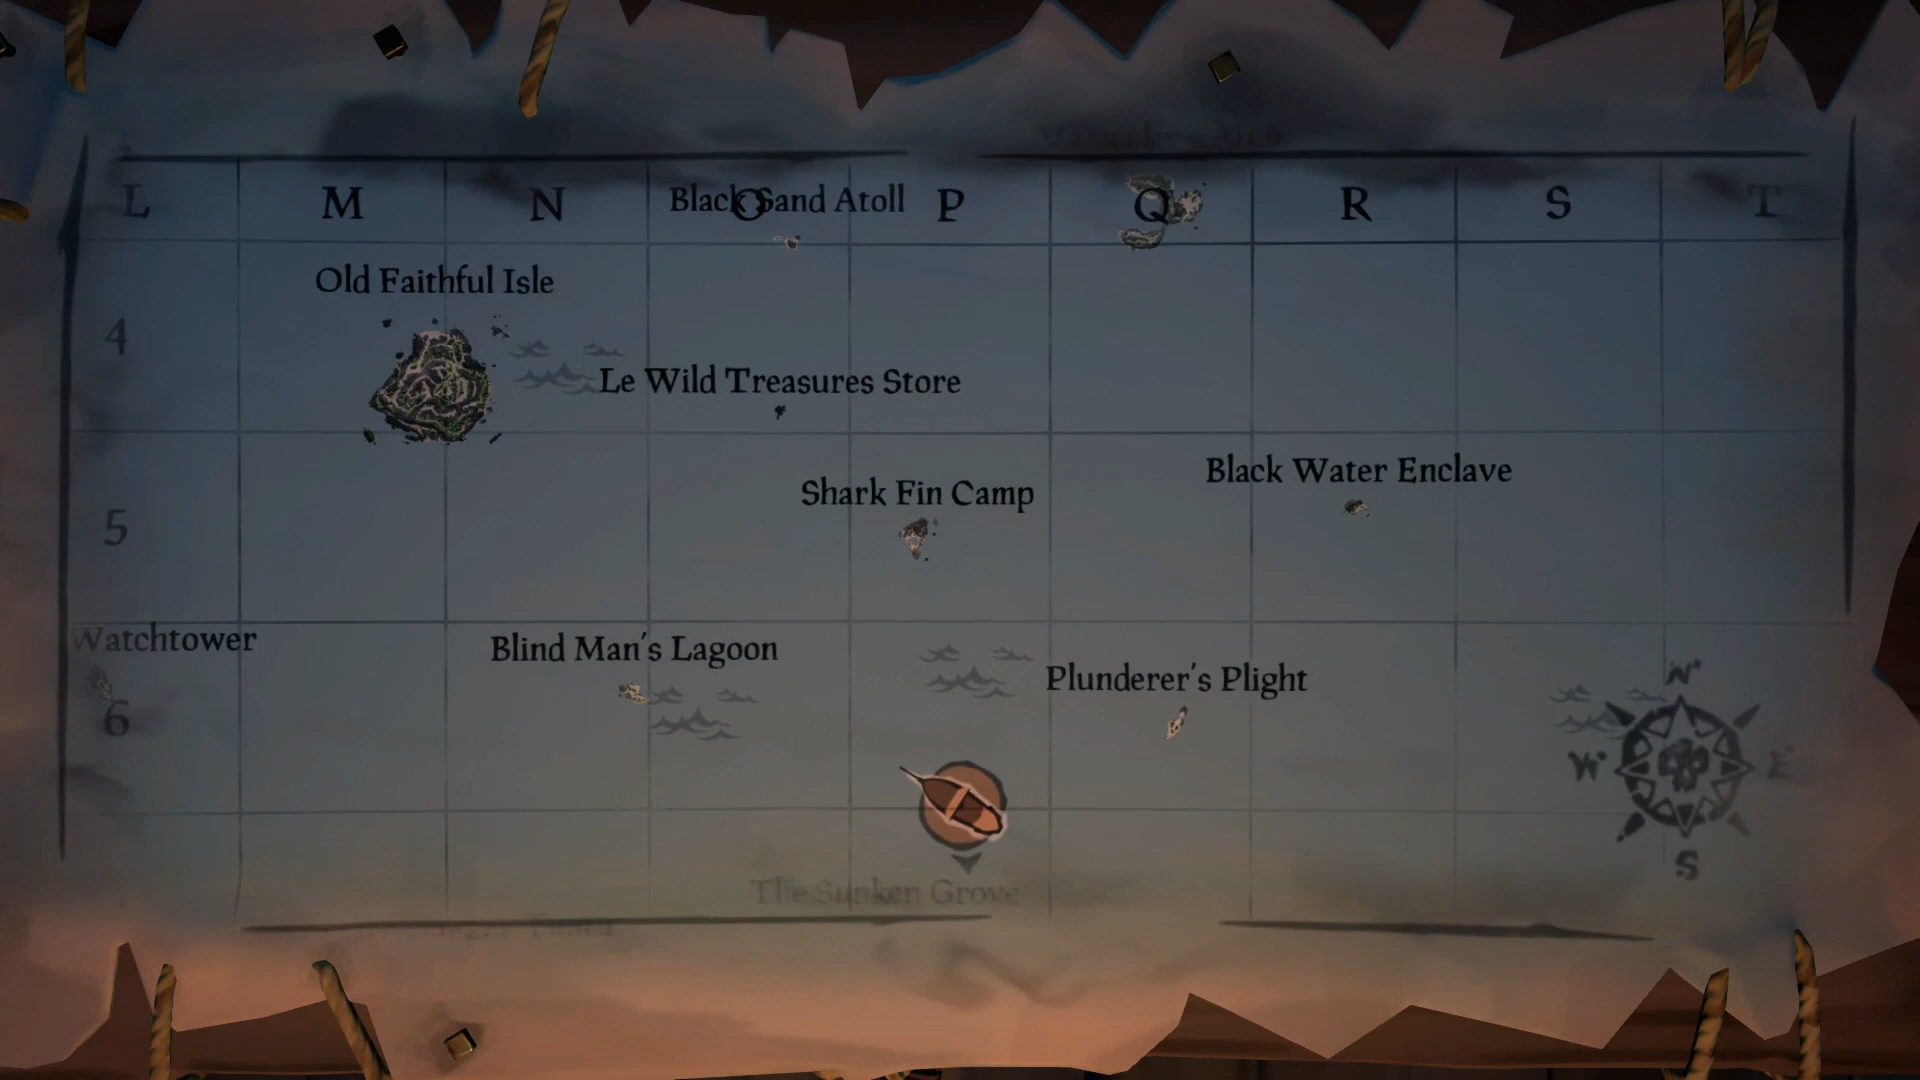 L M N O P Q R S T
Black Sand Atoll
Old Faithful Isle
4
Le Wild Treasures Store
Black Water Enclave
Shark Fin Camp
5
Watchtower
Blind Man's Lagoon
Plunderer's Plight
6
N
W E
S
The Sunken Grove